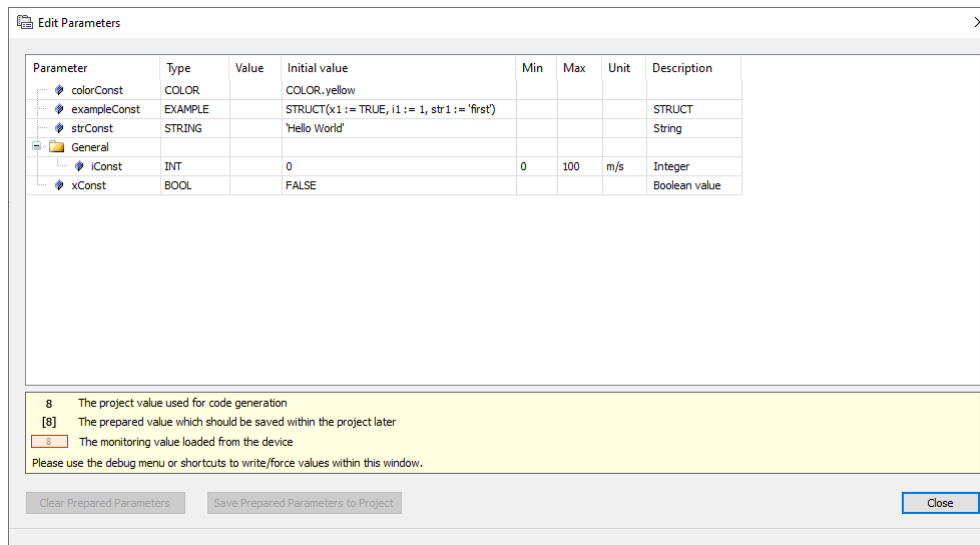 Edit Parameters
Parameter Type Value Initial value Min Max Unit Description
colorConst COLOR COLOR.yellow
exampleConst EXAMPLE STRUCT(x1 := TRUE, i1 := 1, str1 := 'first') STRUCT
strConst STRING 'Hello World' String
General
iConst INT 0 0 100 m/s Integer
xConst BOOL FALSE Boolean value
8 The project value used for code generation
[8] The prepared value which should be saved within the project later
8 The monitoring value loaded from the device
Please use the debug menu or shortcuts to write/force values within this window.
Clear Prepared Parameters Save Prepared Parameters to Project Close